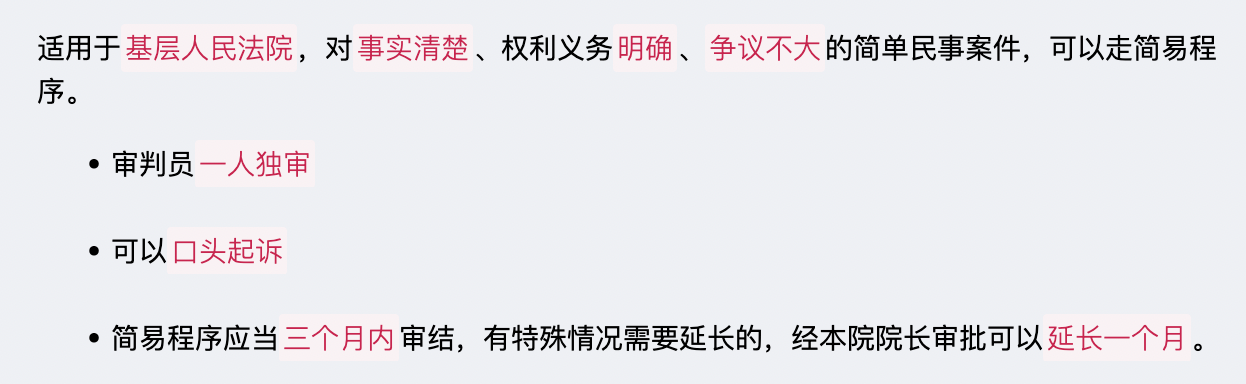 适用于基层人民法院，对事实清楚、权利义务明确、争议不大的简单民事案件，可以走简易程
序。
• 审判员一人独审
• 可以口头起诉
• 简易程序应当三个月内审结，有特殊情况需要延长的，经本院院长审批可以延长一个月。